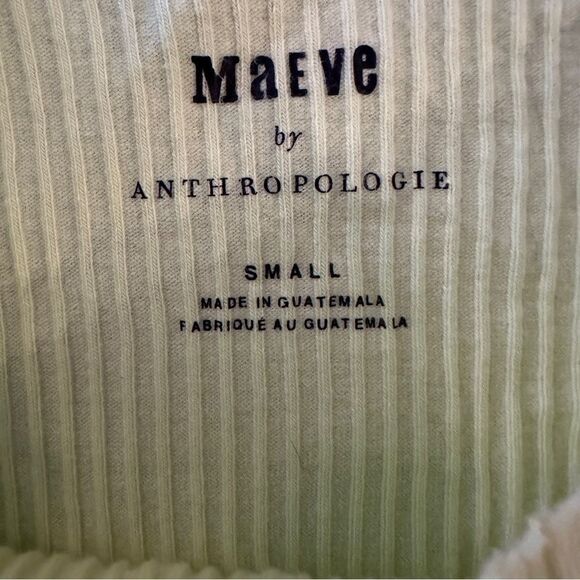 MaEVe
by
ANTHROPOLOGIE
SMALL
MADE IN GUATEMALA
FABRIQUÉ AU GUATEMALA